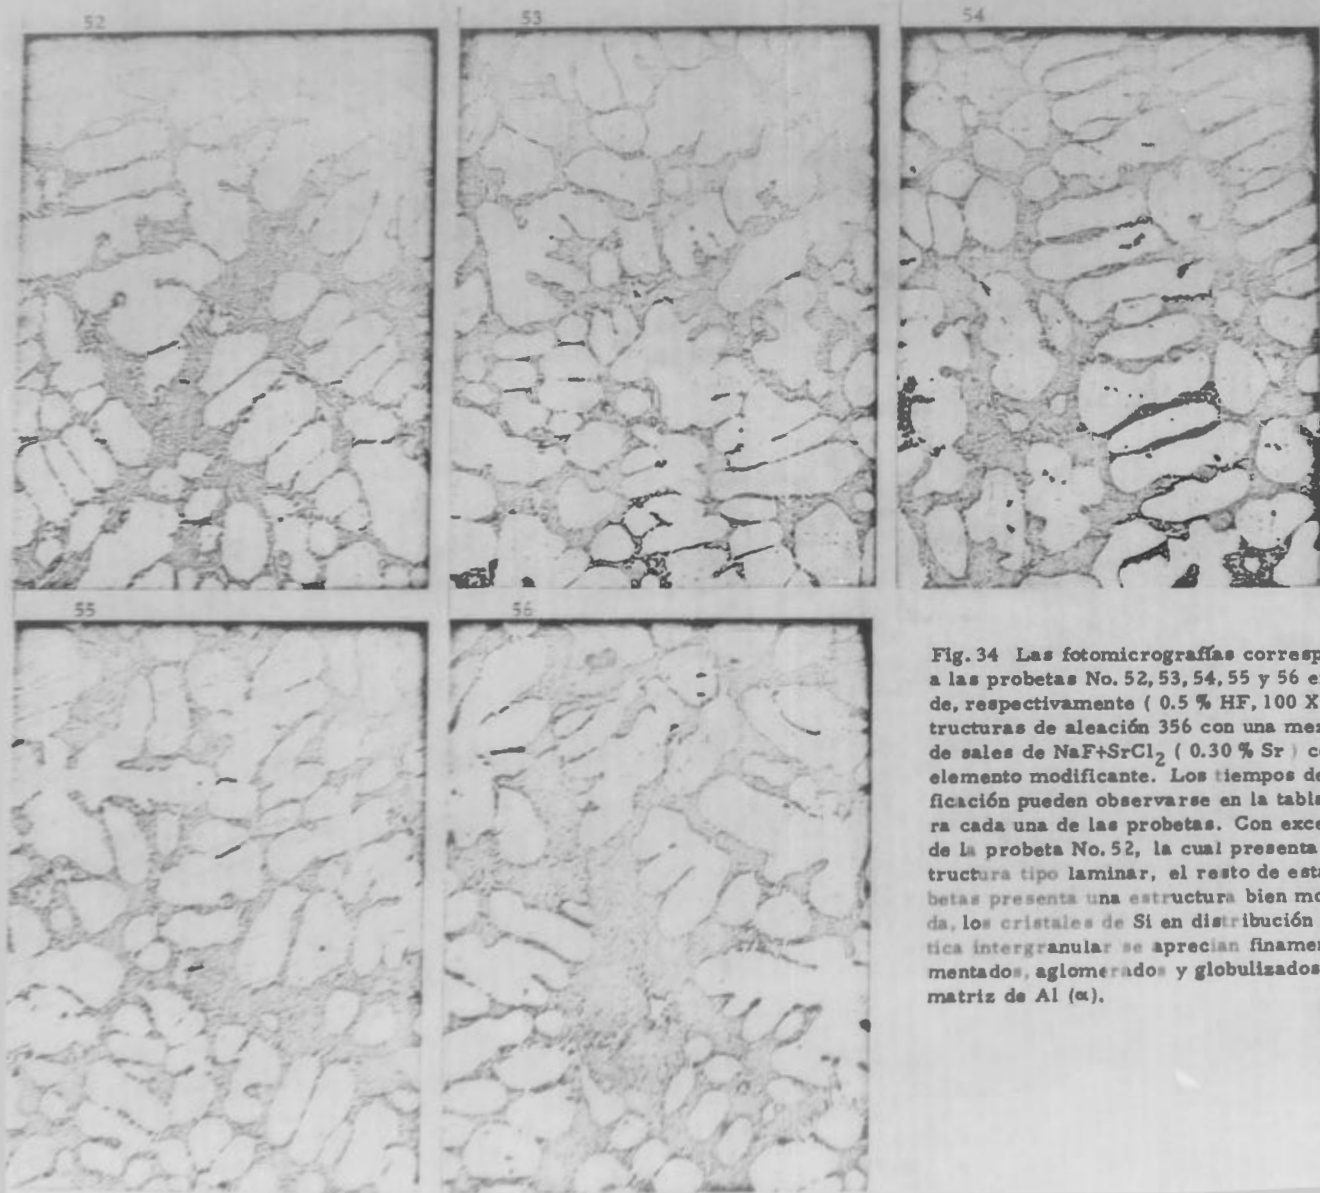 52
53
54
55
56
Fig. 34 Las fotomicrografías corresp
a las probetas No. 52, 53, 54, 55 y 56 e
de, respectivamente ( 0.5 % HF, 100 X
tructuras de aleación 356 con una me
de sales de NaF+SrCl₂ ( 0.30 % Sr ) c
elemento modificante. Los tiempos de
ficación pueden observarse en la tabla
ra cada una de las probetas. Con exce
de la probeta No. 52, la cual presenta
tructura tipo laminar, el resto de est
betas presenta una estructura bien mo
da, los cristales de Si en distribución
tica intergranular se aprecian finamen
mentados, aglomerados y globulizados
matriz de Al (α).